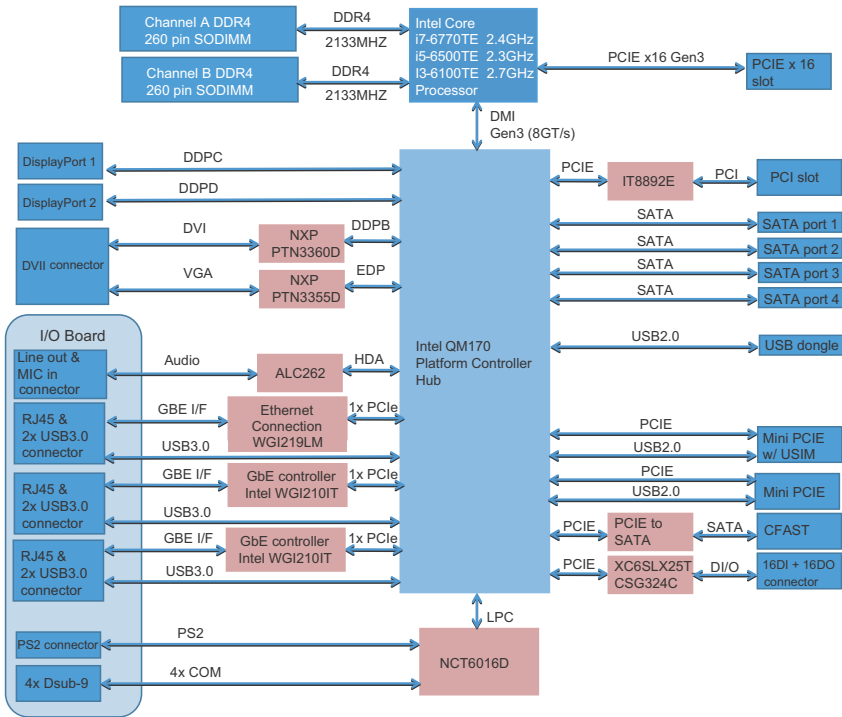 Channel A DDR4
260 pin SODIMM
DDR4
2133MHZ
Channel B DDR4
260 pin SODIMM
DDR4
2133MHZ
Intel Core
i7-6770TE 2.4GHz
i5-6500TE 2.3GHz
I3-6100TE 2.7GHz
Processor
PCIE x16 Gen3
PCIE x 16
slot
DMI
Gen3 (8GT/s)
DisplayPort 1
DDPC
DisplayPort 2
DDPD
DVII connector
DVI
NXP
PTN3360D
DDPB
VGA
NXP
PTN3355D
EDP
Intel QM170
Platform Controller
Hub
PCIE
IT8892E
PCI
PCI slot
SATA
SATA port 1
SATA
SATA port 2
SATA
SATA port 3
SATA
SATA port 4
USB2.0
USB dongle
I/O Board
Line out &
MIC in
connector
Audio
ALC262
HDA
RJ45 &
2x USB3.0
connector
GBE I/F
Ethernet
Connection
WGI219LM
1x PCIe
USB3.0
RJ45 &
2x USB3.0
connector
GBE I/F
GbE controller
Intel WGI210IT
1x PCIe
USB3.0
RJ45 &
2x USB3.0
connector
GBE I/F
GbE controller
Intel WGI210IT
1x PCIe
USB3.0
PCIE
USB2.0
Mini PCIE
w/ USIM
PCIE
USB2.0
Mini PCIE
PCIE
PCIE to
SATA
SATA
CFAST
PCIE
XC6SLX25T
CSG324C
DI/O
16DI + 16DO
connector
LPC
PS2 connector
PS2
NCT6016D
4x Dsub-9
4x COM